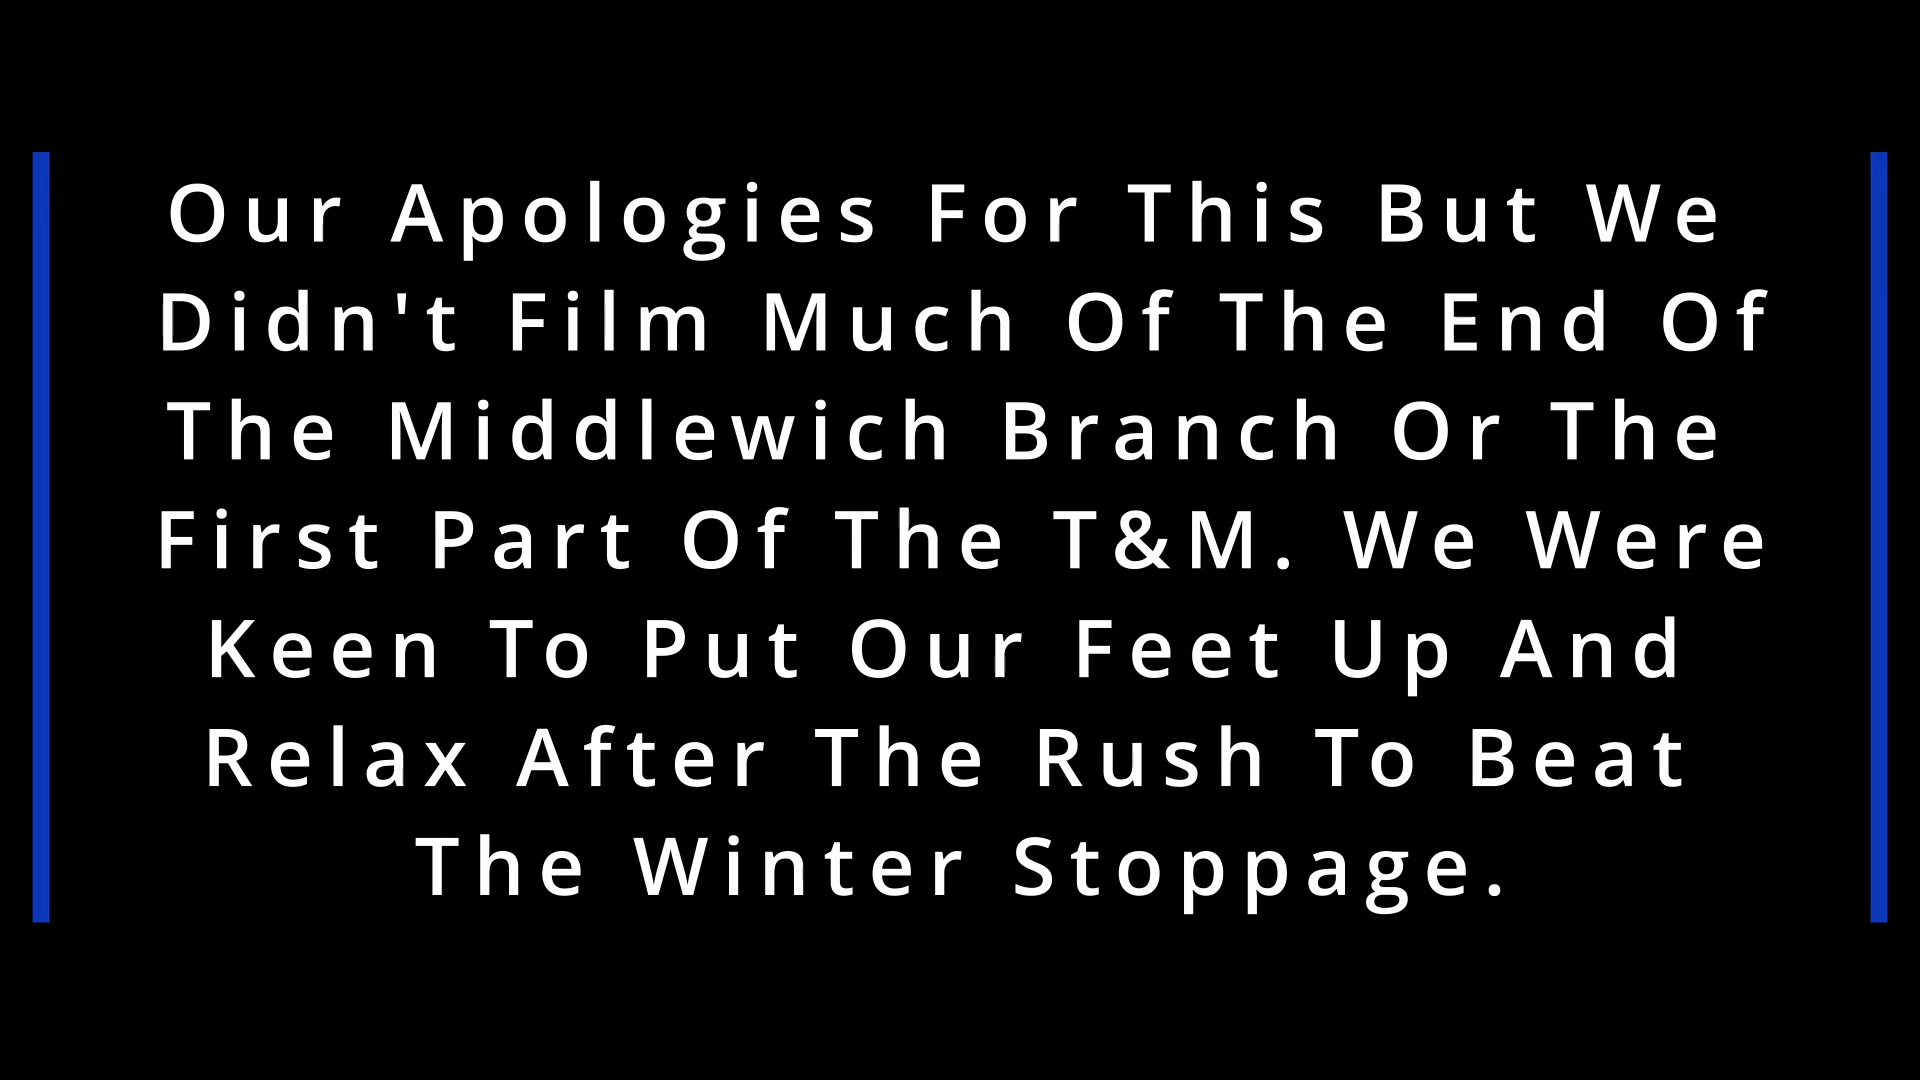 Our Apologies For This But We
Didn't Film Much Of The End Of
The Middlewich Branch Or The
First Part Of The T&M. We Were
Keen To Put Our Feet Up And
Relax After The Rush To Beat
The Winter Stoppage.